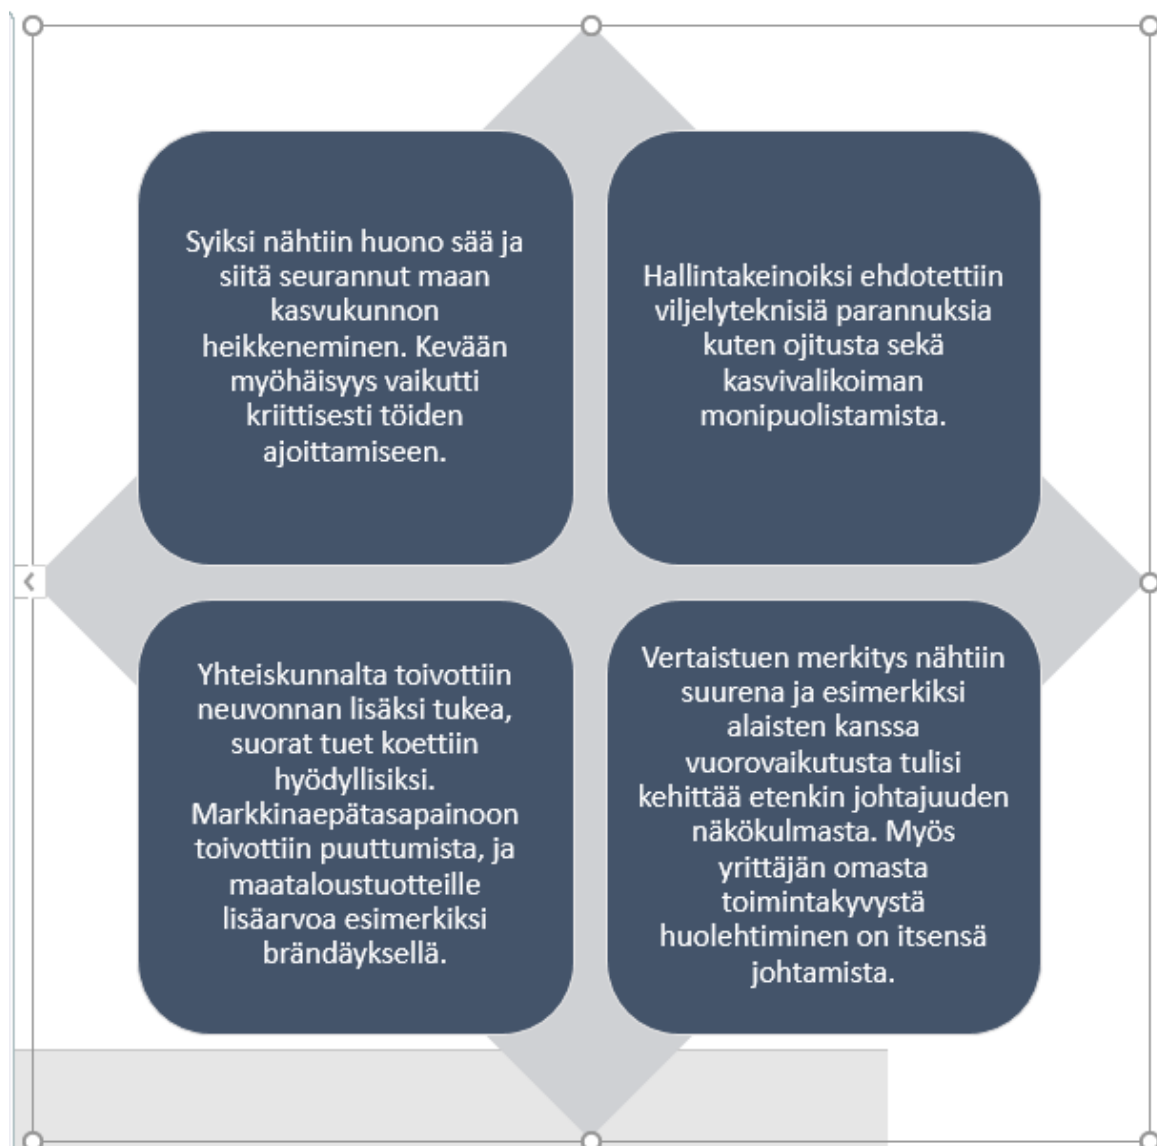 Syiksi nähtiin huono sää ja
siitä seurannut maan
kasvukunnon
heikkeneminen. Kevään
myöhäisyys vaikutti
kriittisesti töiden
ajoittamiseen.
Hallintakeinoiksi ehdotettiin
viljelyteknisiä parannuksia
kuten ojitusta sekä
kasvivalikoiman
monipuolistamista.
Yhteiskunnalta toivottiin
neuvonnan lisäksi tukea,
suorat tuet koettiin
hyödyllisiksi.
Markkinaepätasapainoon
toivottiin puuttumista, ja
maataloustuotteille
lisäarvoa esimerkiksi
brändäyksellä.
Vertaistuen merkitys nähtiin
suurena ja esimerkiksi
alaisten kanssa
vuorovaikutusta tulisi
kehittää etenkin johtajuuden
näkökulmasta. Myös
yrittäjän omasta
toimintakyvystä
huolehtiminen on itsensä
johtamista.